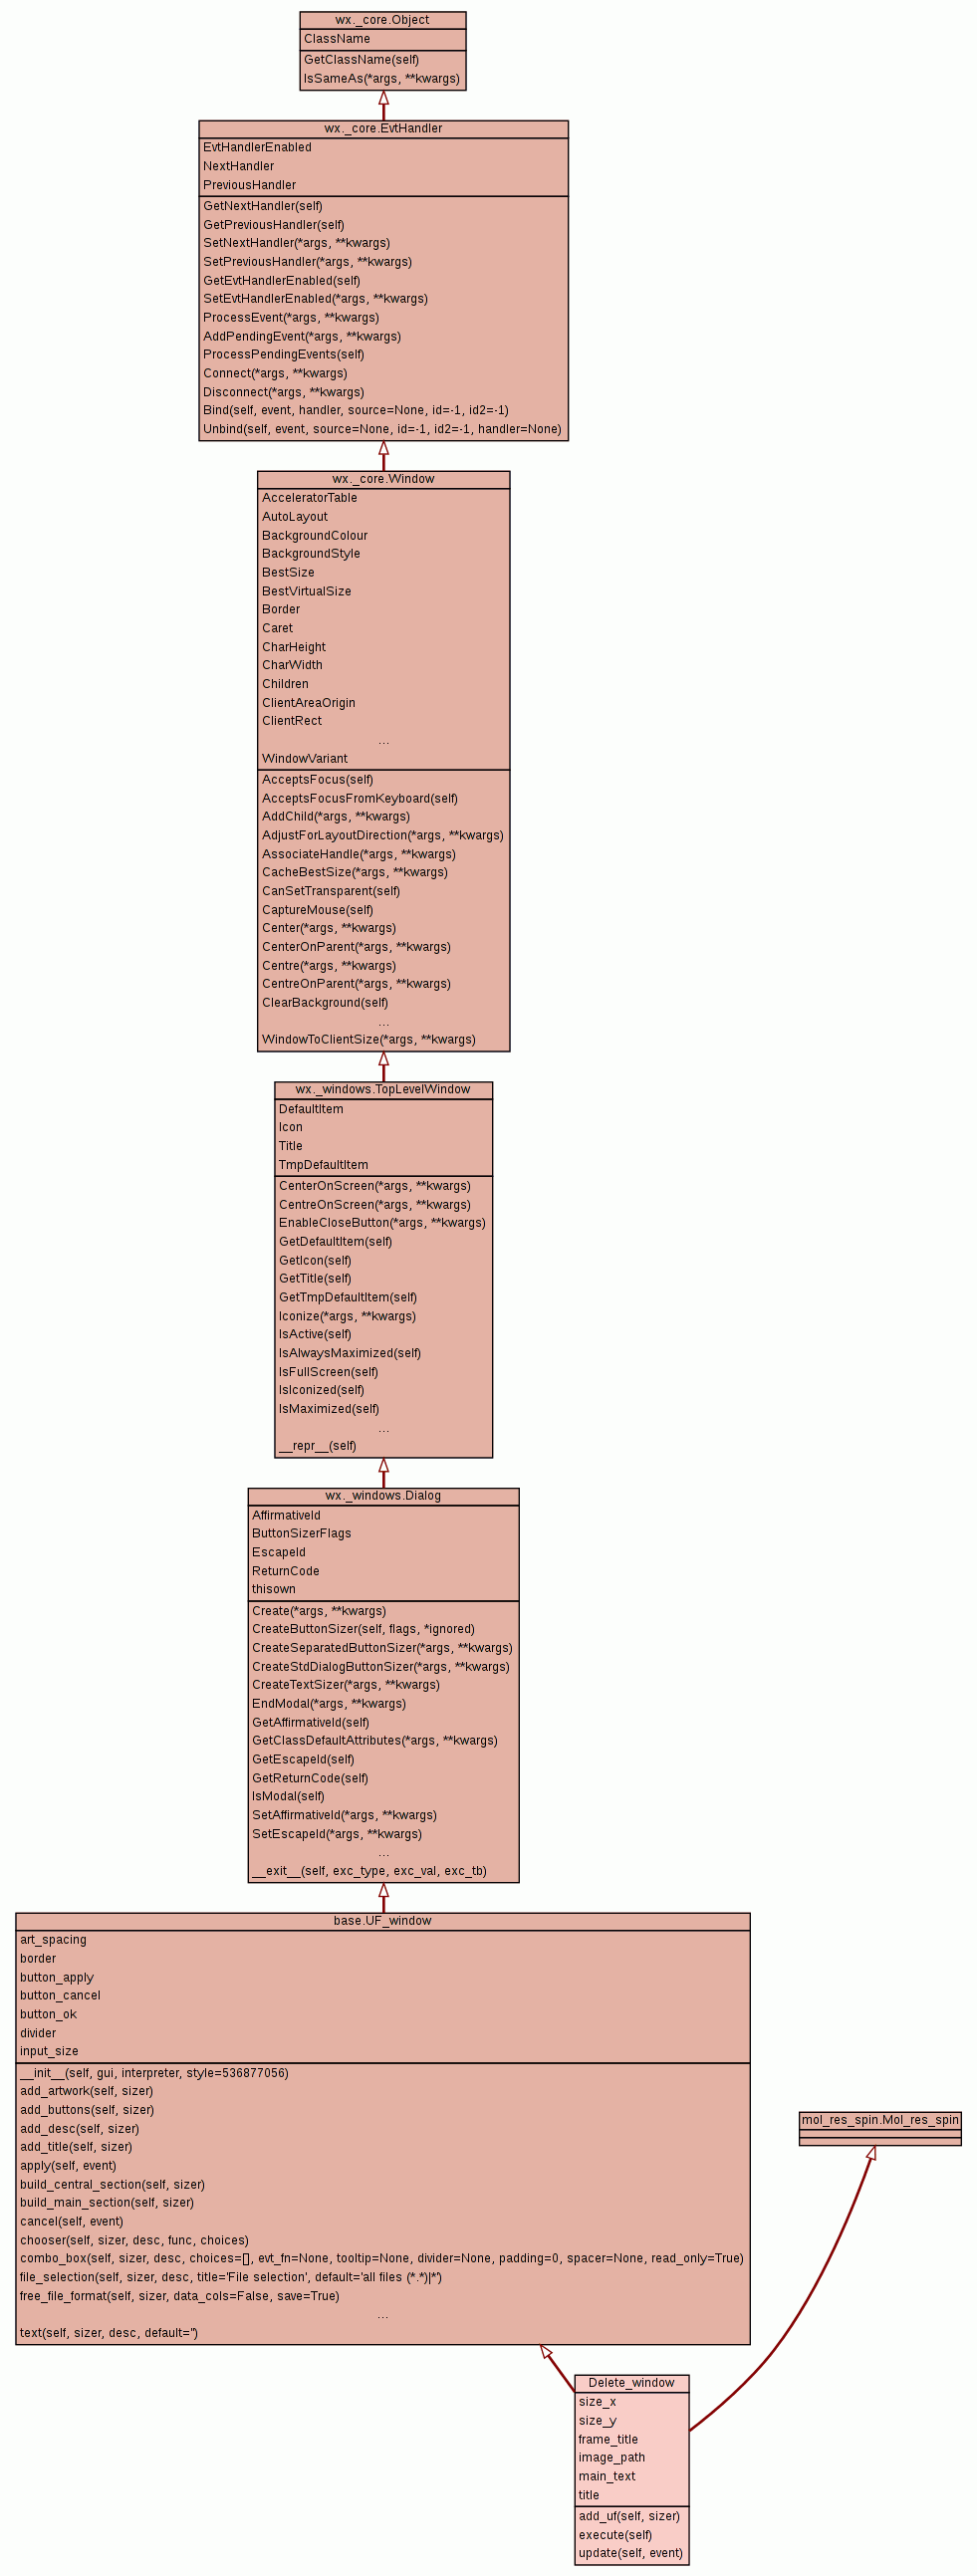 wx._core.Object
ClassName
GetClassName(self)
IsSameAs(*args, **kwargs)
wx._core.EvtHandler
EvtHandlerEnabled
NextHandler
PreviousHandler
GetNextHandler(self)
GetPreviousHandler(self)
SetNextHandler(*args, **kwargs)
SetPreviousHandler(*args, **kwargs)
GetEvtHandlerEnabled(self)
SetEvtHandlerEnabled(*args, **kwargs)
ProcessEvent(*args, **kwargs)
AddPendingEvent(*args, **kwargs)
ProcessPendingEvents(self)
Connect(*args, **kwargs)
Disconnect(*args, **kwargs)
Bind(self, event, handler, source=None, id=-1, id2=-1)
Unbind(self, event, source=None, id=-1, id2=-1, handler=None)
wx._core.Window
AcceleratorTable
AutoLayout
BackgroundColour
BackgroundStyle
BestSize
BestVirtualSize
Border
Caret
CharHeight
CharWidth
Children
ClientAreaOrigin
ClientRect
...
WindowVariant
AcceptsFocus(self)
AcceptsFocusFromKeyboard(self)
AddChild(*args, **kwargs)
AdjustForLayoutDirection(*args, **kwargs)
AssociateHandle(*args, **kwargs)
CacheBestSize(*args, **kwargs)
CanSetTransparent(self)
CaptureMouse(self)
Center(*args, **kwargs)
CenterOnParent(*args, **kwargs)
Centre(*args, **kwargs)
CentreOnParent(*args, **kwargs)
ClearBackground(self)
...
WindowToClientSize(*args, **kwargs)
wx._windows.TopLevelWindow
DefaultItem
Icon
Title
TmpDefaultItem
CenterOnScreen(*args, **kwargs)
CentreOnScreen(*args, **kwargs)
EnableCloseButton(*args, **kwargs)
GetDefaultItem(self)
GetIcon(self)
GetTitle(self)
GetTmpDefaultItem(self)
Iconize(*args, **kwargs)
IsActive(self)
IsAlwaysMaximized(self)
IsFullScreen(self)
IsIconized(self)
IsMaximized(self)
...
__repr__(self)
wx._windows.Dialog
AffirmativeId
ButtonSizerFlags
EscapeId
ReturnCode
thisown
Create(*args, **kwargs)
CreateButtonSizer(self, flags, *ignored)
CreateSeparatedButtonSizer(*args, **kwargs)
CreateStdDialogButtonSizer(*args, **kwargs)
CreateTextSizer(*args, **kwargs)
EndModal(*args, **kwargs)
GetAffirmativeId(self)
GetClassDefaultAttributes(*args, **kwargs)
GetEscapeId(self)
GetReturnCode(self)
IsModal(self)
SetAffirmativeId(*args, **kwargs)
SetEscapeId(*args, **kwargs)
...
__exit__(self, exc_type, exc_val, exc_tb)
base.UF_window
art_spacing
border
button_apply
button_cancel
button_ok
divider
input_size
__init__(self, gui, interpreter, style=536877056)
add_artwork(self, sizer)
add_buttons(self, sizer)
add_desc(self, sizer)
add_title(self, sizer)
apply(self, event)
build_central_section(self, sizer)
build_main_section(self, sizer)
cancel(self, event)
chooser(self, sizer, desc, func, choices)
combo_box(self, sizer, desc, choices=[], evt_fn=None, tooltip=None, divider=None, padding=0, spacer=None, read_only=True)
file_selection(self, sizer, desc, title='File selection', default='all files (*.*)|*')
free_file_format(self, sizer, data_cols=False, save=True)
...
text(self, sizer, desc, default='')
mol_res_spin.Mol_res_spin
Delete_window
size_x
size_y
frame_title
image_path
main_text
title
add_uf(self, sizer)
execute(self)
update(self, event)